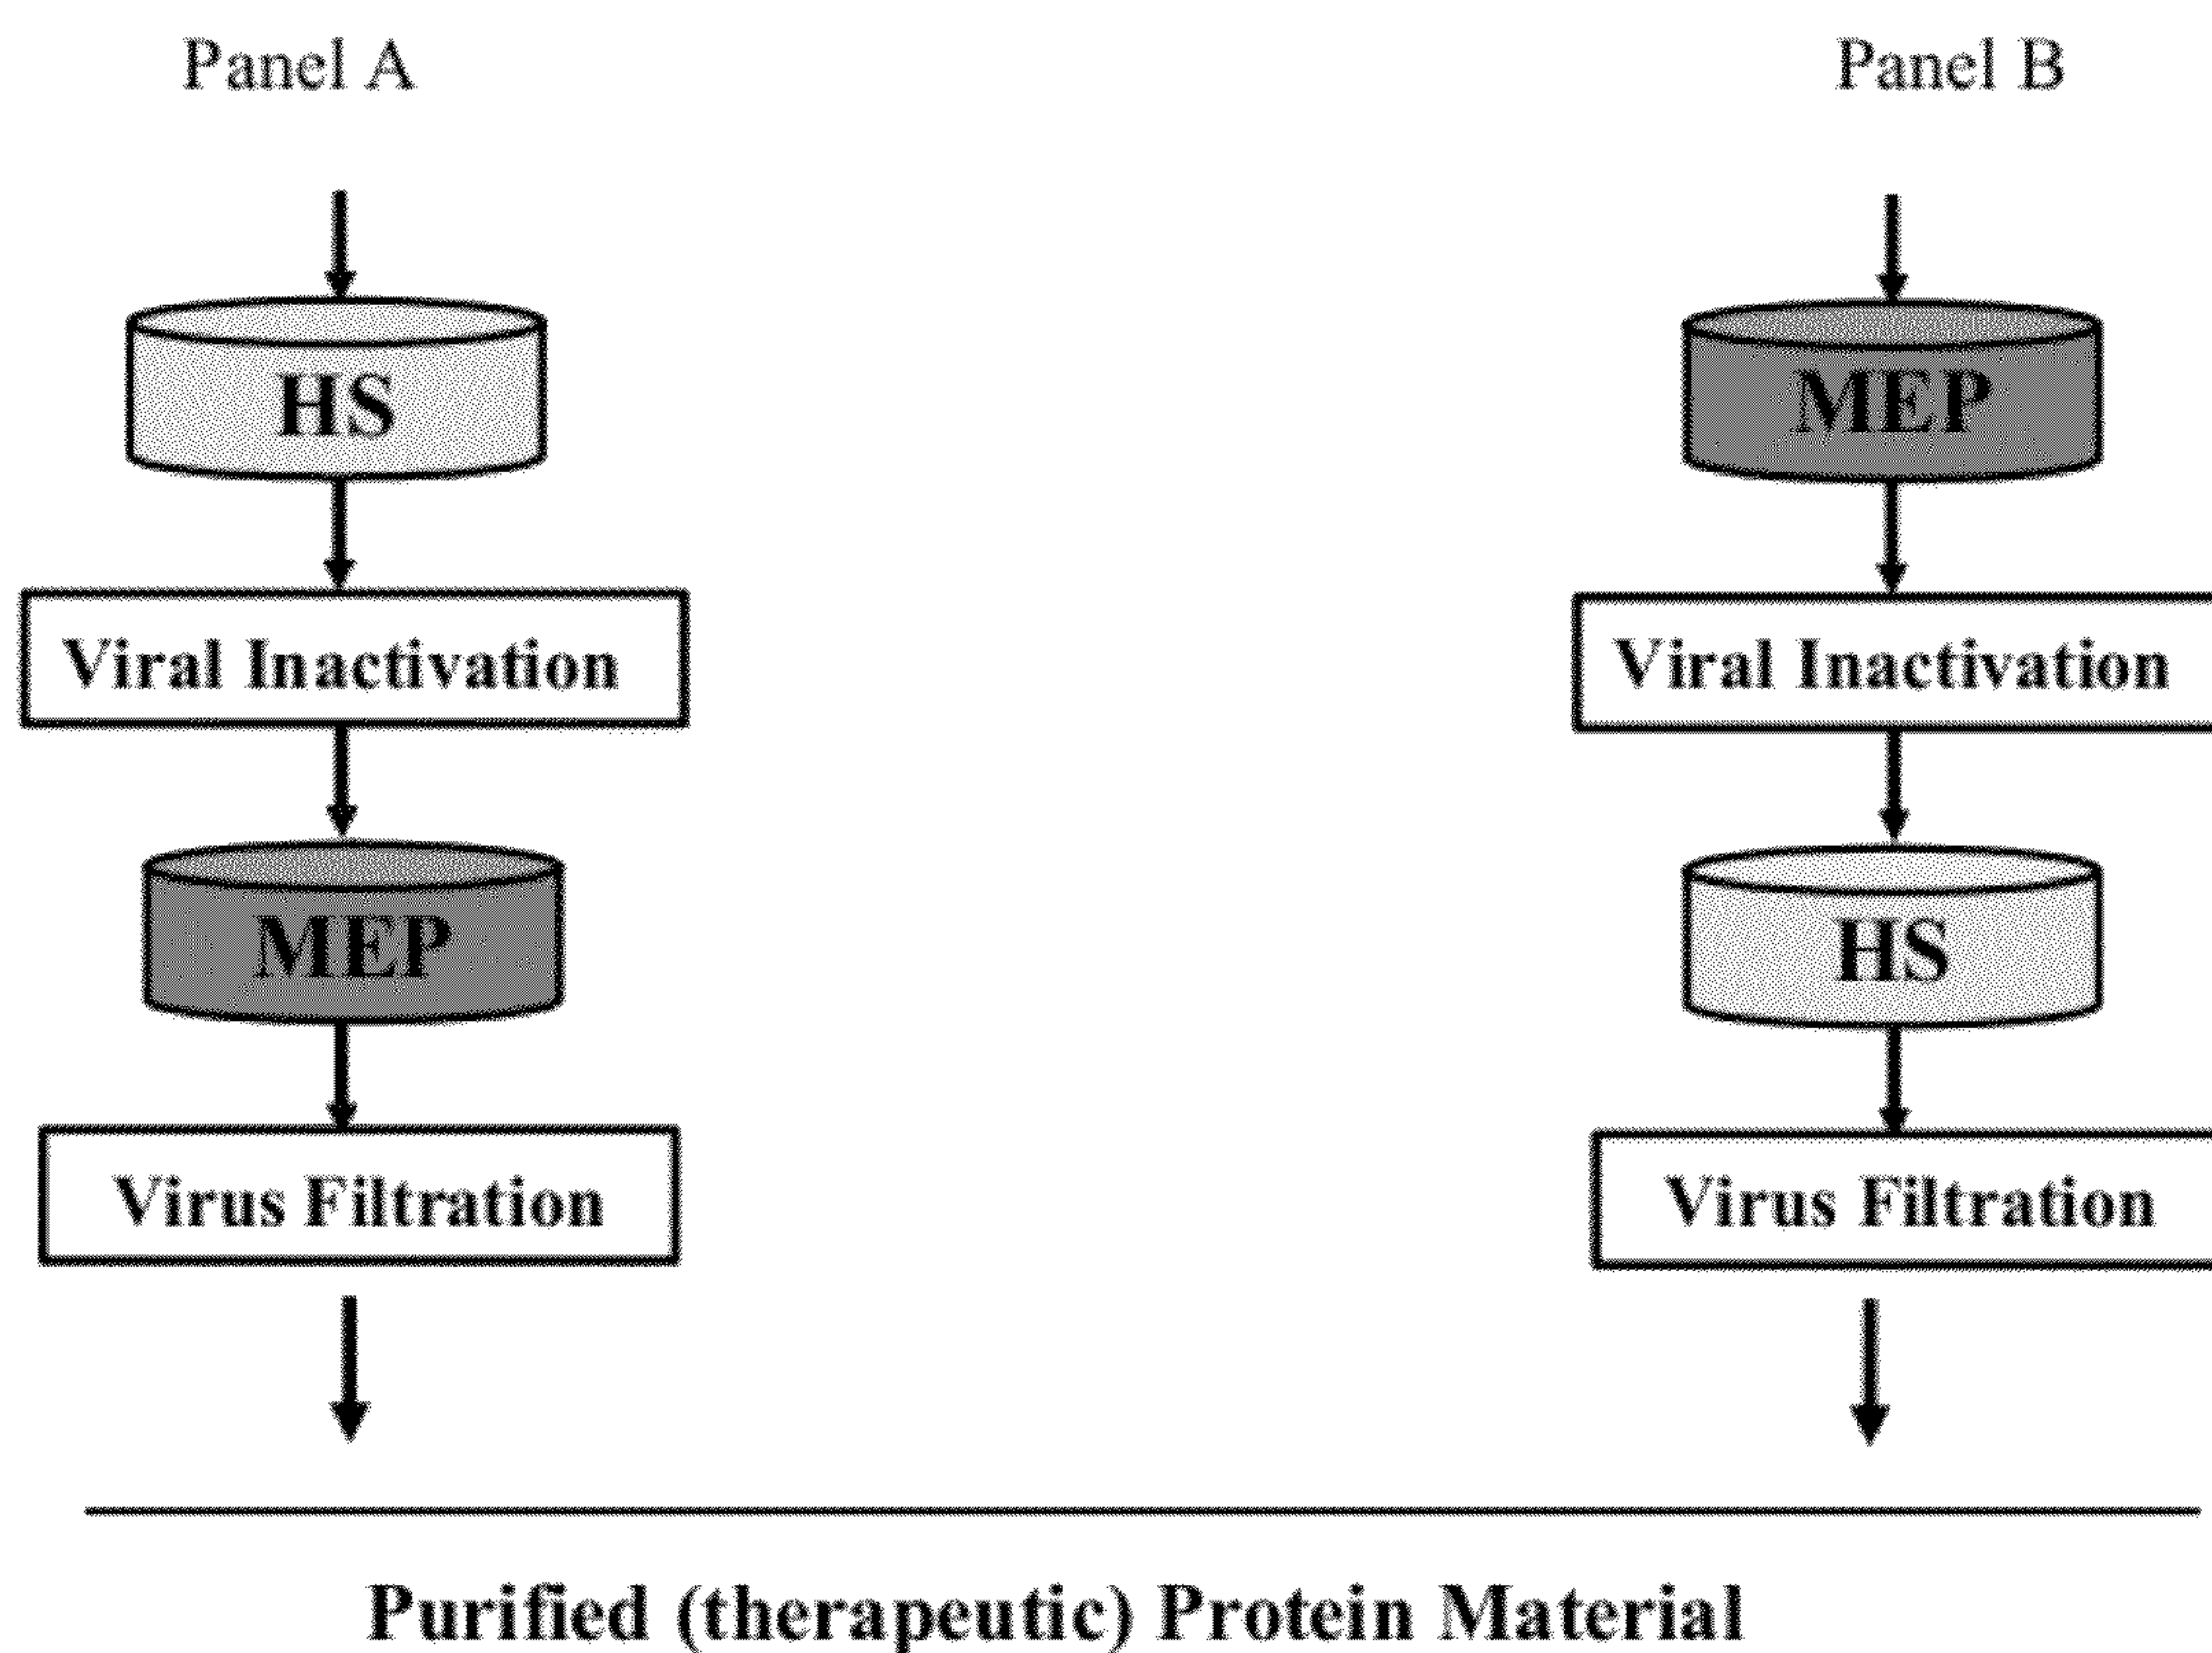 Panel A
HS
Viral Inactivation
MEP
Virus Filtration
Panel B
MEP
Viral Inactivation
HS
Virus Filtration
Purified (therapeutic) Protein Material